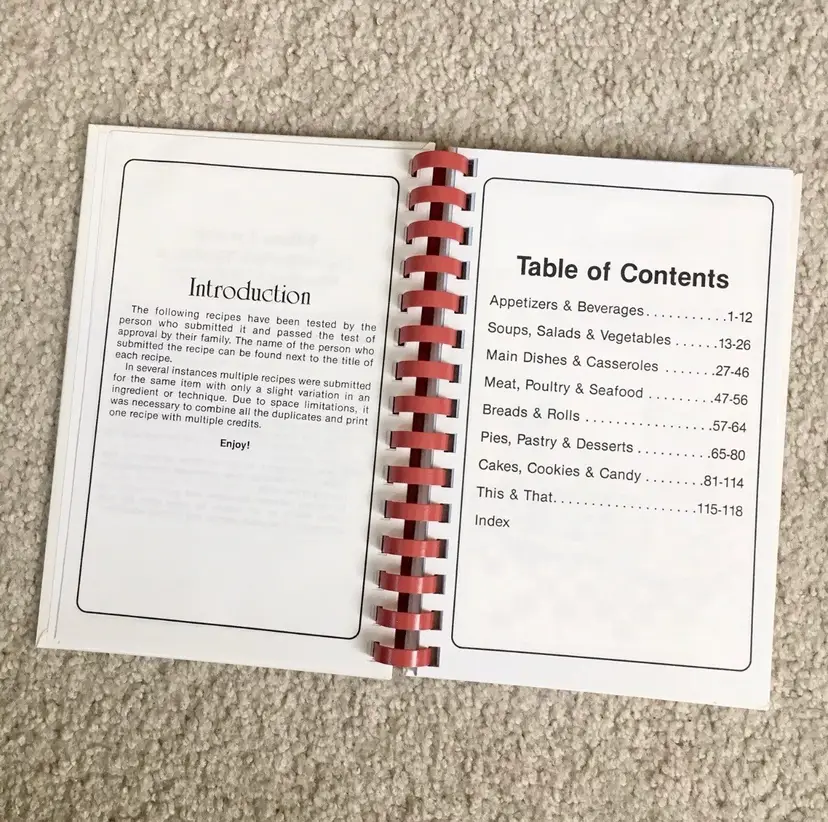 Introduction
The following recipes have been tested by the
person who submitted it and passed the test of
approval by their family. The name of the person who
submitted the recipe can be found next to the title of
each recipe.
In several instances multiple recipes were submitted
for the same item with only a slight variation in an
ingredient or technique. Due to space limitations, it
was necessary to combine all the duplicates and print
one recipe with multiple credits.
Enjoy!
Table of Contents
Appetizers & Beverages...........1-12
Soups, Salads & Vegetables ......13-26
Main Dishes & Casseroles .......27-46
Meat, Poultry & Seafood .........47-56
Breads & Rolls .................57-64
Pies, Pastry & Desserts ..........65-80
Cakes, Cookies & Candy ........81-114
This & That...................115-118
Index